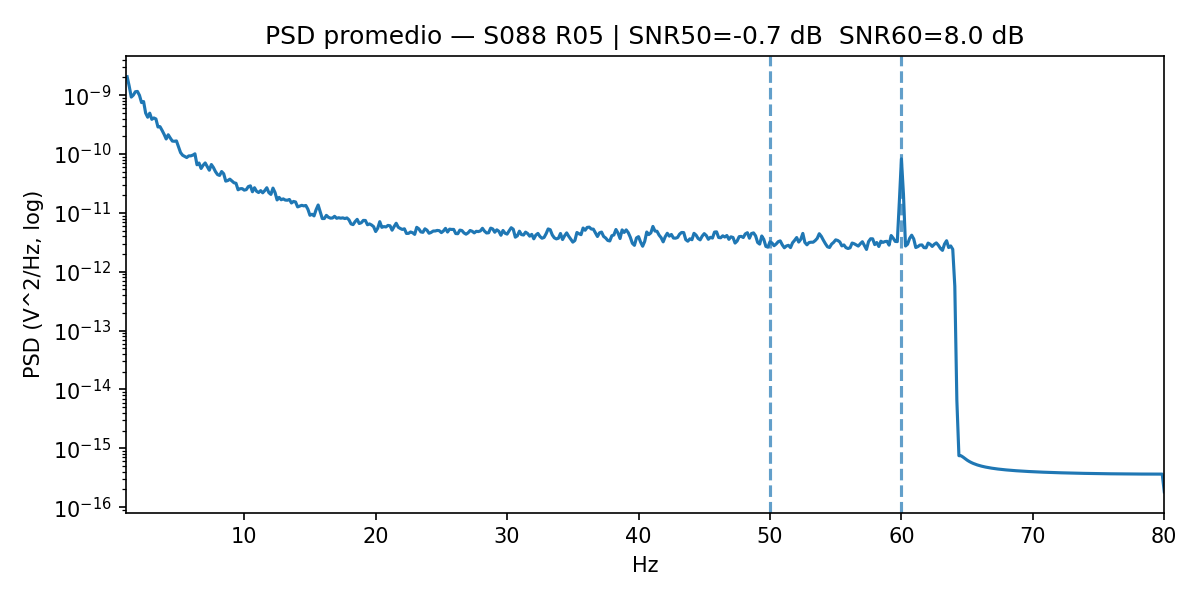 PSD promedio — S088 R05 | SNR50=-0.7 dB  SNR60=8.0 dB
PSD (V^2/Hz, log)
10⁻⁹
10⁻¹⁰
10⁻¹¹
10⁻¹²
10⁻¹³
10⁻¹⁴
10⁻¹⁵
10⁻¹⁶
10 20 30 40 50 60 70 80
Hz